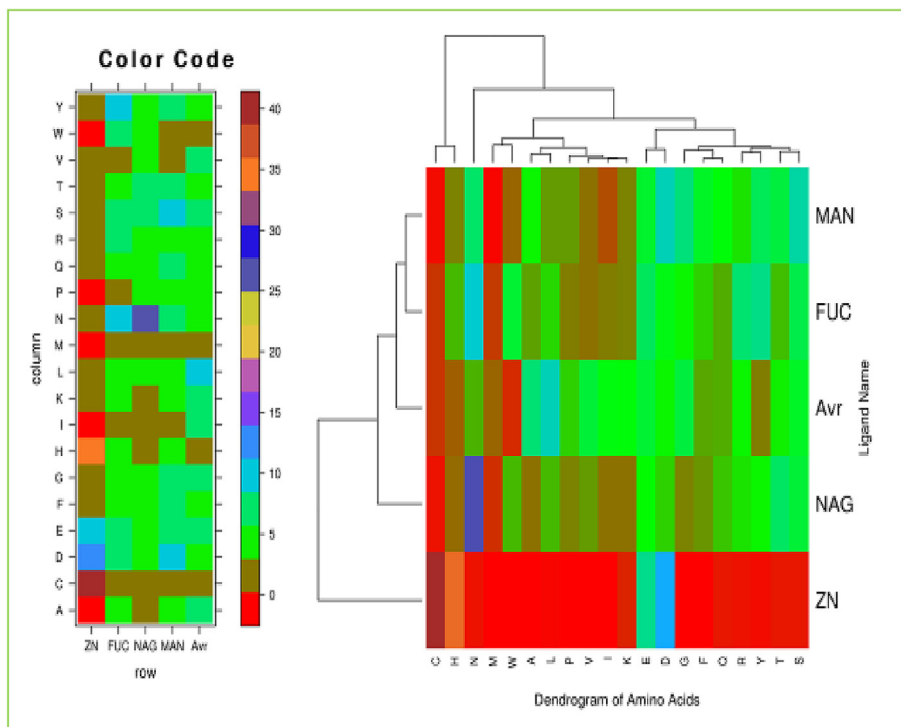 Color Code
Y
W
V
T
S
R
Q
P
N
M
L
K
I
H
G
F
E
D
C
A
column
ZN FUC NAG MAN Avr
row
40
35
30
25
20
15
10
5
0
MAN
FUC
Avr
NAG
ZN
Ligand Name
C H N M W A L P V I K E D G F Q R Y T S
Dendrogram of Amino Acids